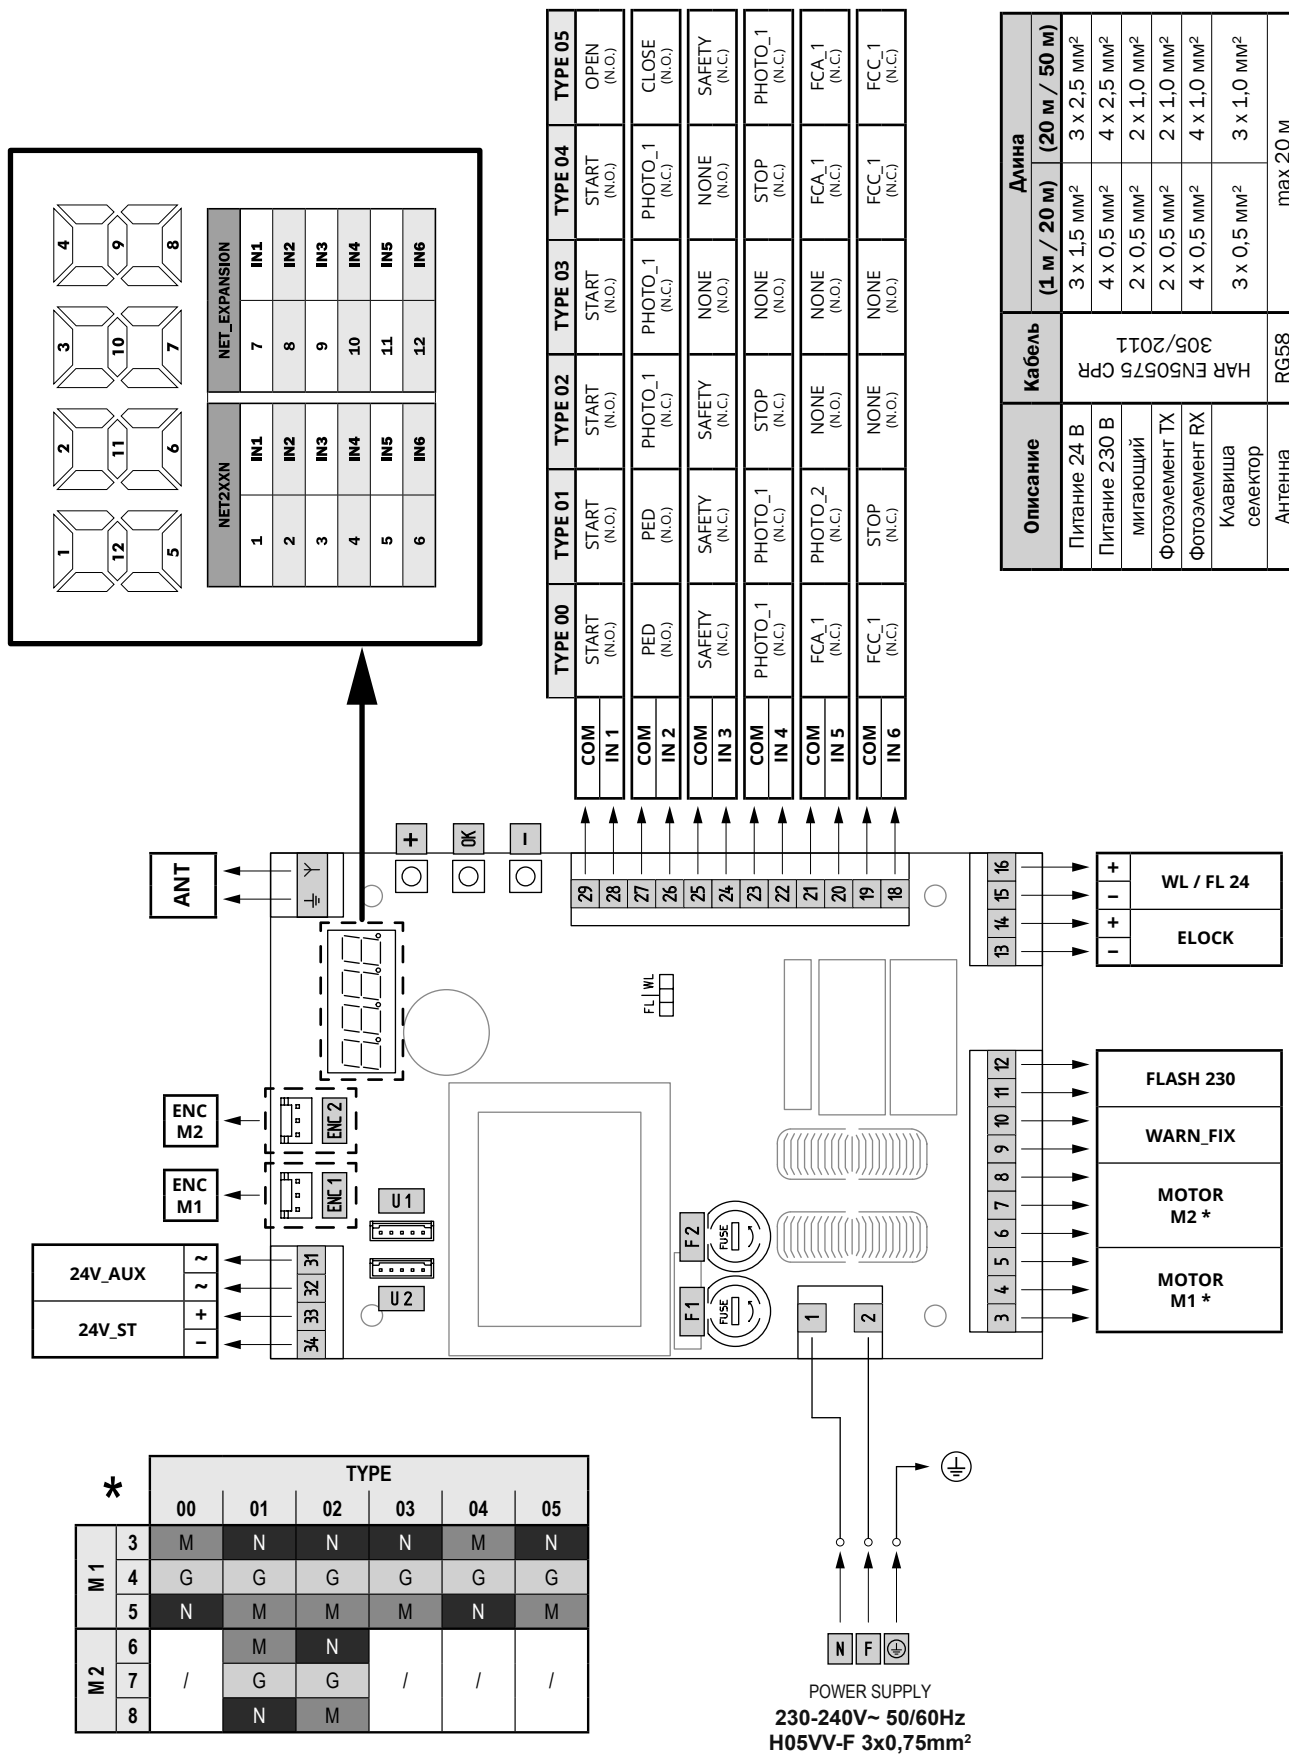 1 2 3 4
12 11 10 9
5 6 7 8
NET2XXN NET_EXPANSION
1 IN1 7 IN1
2 IN2 8 IN2
3 IN3 9 IN3
4 IN4 10 IN4
5 IN5 11 IN5
6 IN6 12 IN6
TYPE 00 TYPE 01 TYPE 02 TYPE 03 TYPE 04 TYPE 05
COM START START START START START OPEN
IN 1 (N.O.) (N.O.) (N.O.) (N.O.) (N.O.) (N.O.)
COM PED PED PHOTO_1 PHOTO_1 PHOTO_1 CLOSE
IN 2 (N.O.) (N.O.) (N.C.) (N.C.) (N.C.) (N.O.)
COM SAFETY SAFETY SAFETY NONE NONE SAFETY
IN 3 (N.C.) (N.C.) (N.C.) (N.O.) (N.C.) (N.C.)
COM PHOTO_1 PHOTO_1 STOP NONE STOP PHOTO_1
IN 4 (N.C.) (N.C.) (N.C.) (N.O.) (N.C.) (N.C.)
COM FCA_1 PHOTO_2 NONE NONE FCA_1 FCA_1
IN 5 (N.C.) (N.C.) (N.O.) (N.O.) (N.C.) (N.C.)
COM FCC_1 STOP NONE NONE FCC_1 FCC_1
IN 6 (N.C.) (N.C.) (N.O.) (N.O.) (N.C.) (N.C.)
Описание Кабель Длина
(1 м / 20 м) (20 м / 50 м)
Питание 24 В HAR EN50575 CPR 305/2011 3 x 1,5 мм² 3 x 2,5 мм²
Питание 230 В 4 x 0,5 мм² 4 x 2,5 мм²
мигающий 2 x 0,5 мм² 2 x 1,0 мм²
Фотоэлемент TX 2 x 0,5 мм² 2 x 1,0 мм²
Фотоэлемент RX 4 x 0,5 мм² 4 x 1,0 мм²
Клавиша
селектор 3 x 0,5 мм² 3 x 1,0 мм²
Антенна RG58 max 20 м
ANT
+
OK
-
29 28 27 26 25 24 23 22 21 20 19 18
FL WL
16 + WL / FL 24
15 -
14 + ELOCK
13 -
12 FLASH 230
11
10 WARN_FIX
9
8 MOTOR
7 M2 *
6
5 MOTOR
4 M1 *
3
ENC
M2
ENC 2
ENC
M1
ENC 1
U1
U2
F2
FUSE
F1
FUSE
24V_AUX ~ 31
~ 32
24V_ST + 33
- 34
1 2
N F
POWER SUPPLY
230-240V~ 50/60Hz
H05VV-F 3x0,75mm²
* TYPE
00 01 02 03 04 05
M1 3 M N N N M N
4 G G G G G G
5 N M M M N M
M2 6 / M N / / /
7 G G
8 N M